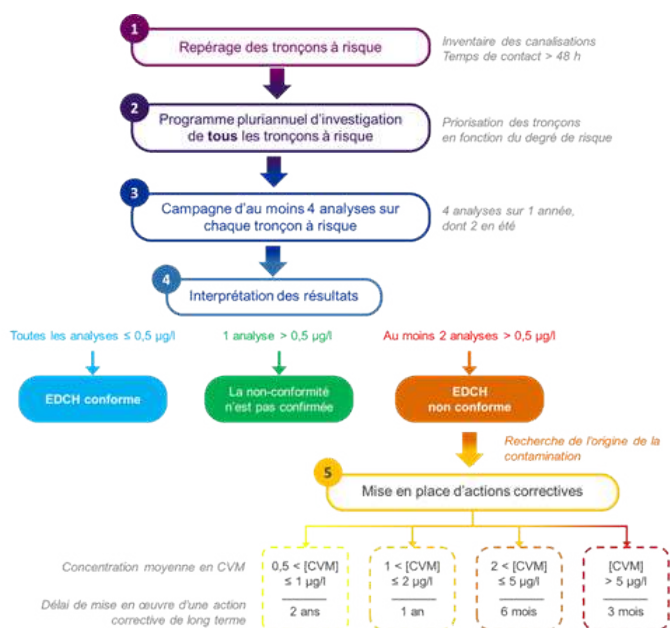 1
Repérage des tronçons à risque
Inventaire des canalisations
Temps de contact > 48 h
2
Programme pluriannuel d'investigation
de tous les tronçons à risque
Priorisation des tronçons
en fonction du degré de risque
3
Campagne d'au moins 4 analyses sur
chaque tronçon à risque
4 analyses sur 1 année,
dont 2 en été
4
Interprétation des résultats
Toutes les analyses ≤ 0,5 µg/l
1 analyse > 0,5 µg/l
Au moins 2 analyses > 0,5 µg/l
EDCH conforme
La non-conformité
n'est pas confirmée
EDCH
non conforme
Recherche de l'origine de la
contamination
5
Mise en place d'actions correctives
Concentration moyenne en CVM
0,5 < [CVM]
≤ 1 µg/l
1 < [CVM]
≤ 2 µg/l
2 < [CVM]
≤ 5 µg/l
[CVM]
> 5 µg/l
Délai de mise en œuvre d'une action
corrective de long terme
2 ans
1 an
6 mois
3 mois